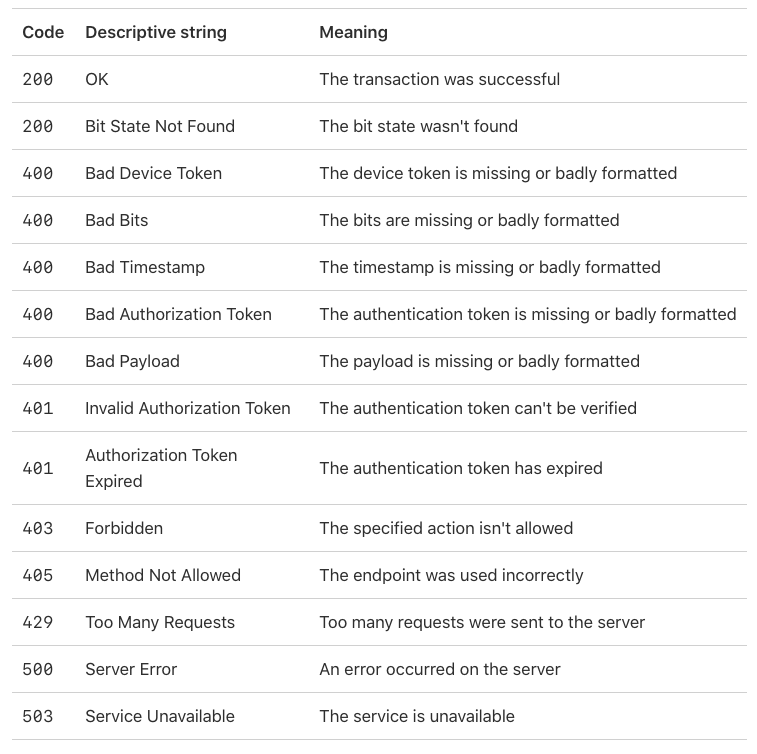 Code Descriptive string Meaning
200 OK The transaction was successful
200 Bit State Not Found The bit state wasn't found
400 Bad Device Token The device token is missing or badly formatted
400 Bad Bits The bits are missing or badly formatted
400 Bad Timestamp The timestamp is missing or badly formatted
400 Bad Authorization Token The authentication token is missing or badly formatted
400 Bad Payload The payload is missing or badly formatted
401 Invalid Authorization Token The authentication token can't be verified
401 Authorization Token
Expired The authentication token has expired
403 Forbidden The specified action isn't allowed
405 Method Not Allowed The endpoint was used incorrectly
429 Too Many Requests Too many requests were sent to the server
500 Server Error An error occurred on the server
503 Service Unavailable The service is unavailable